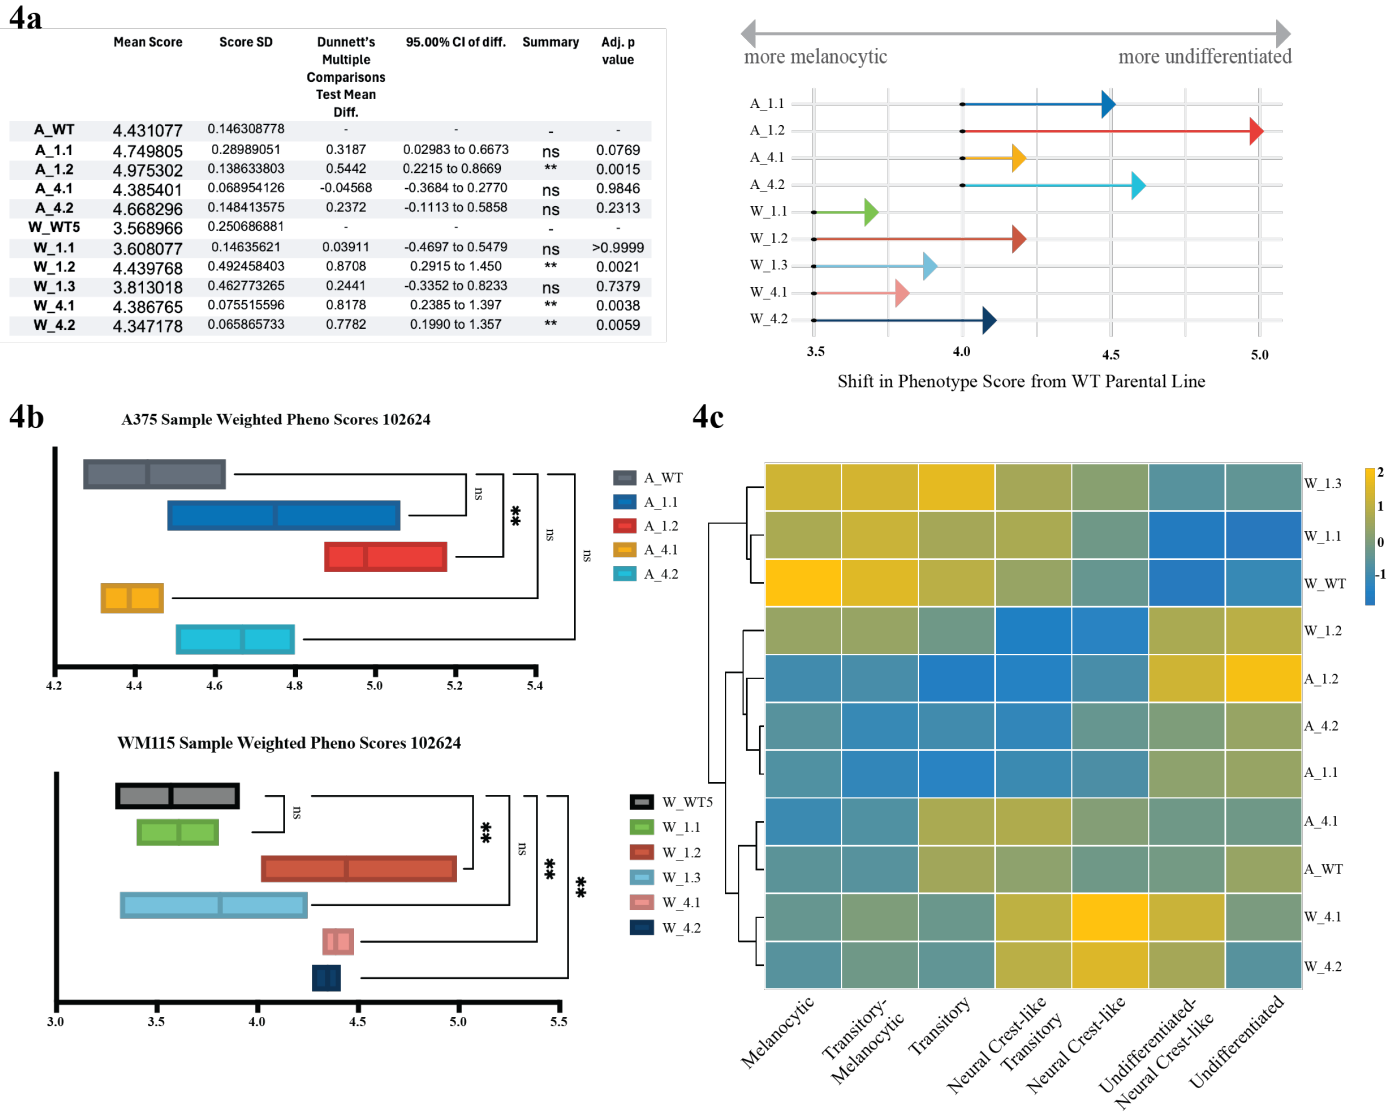 4a
Mean Score Score SD Dunnett's Multiple Comparisons Test Mean Diff. 95.00% CI of diff. Summary Adj. p value
A_WT 4.431077 0.146308778 - - - -
A_1.1 4.749805 0.28989051 0.3187 0.02983 to 0.6673 ns 0.0769
A_1.2 4.975302 0.138633803 0.5442 0.2215 to 0.8669 ** 0.0015
A_4.1 4.385401 0.068954126 -0.04568 -0.3684 to 0.2770 ns 0.9846
A_4.2 4.668296 0.148413575 0.2372 -0.1113 to 0.5858 ns 0.2313
W_WT5 3.568966 0.250686881 - - - -
W_1.1 3.608077 0.14635621 0.03911 -0.4697 to 0.5479 ns >0.9999
W_1.2 4.439768 0.492458403 0.8708 0.2915 to 1.450 ** 0.0021
W_1.3 3.813018 0.462773265 0.2441 -0.3352 to 0.8233 ns 0.7379
W_4.1 4.386765 0.075515596 0.8178 0.2385 to 1.397 ** 0.0038
W_4.2 4.347178 0.065865733 0.7782 0.1990 to 1.357 ** 0.0059
more melanocytic more undifferentiated
A_1.1
A_1.2
A_4.1
A_4.2
W_1.1
W_1.2
W_1.3
W_4.1
W_4.2
3.5 4.0 4.5 5.0
Shift in Phenotype Score from WT Parental Line
4b
A375 Sample Weighted Pheno Scores 102624
ns
**
ns
ns
A_WT
A_1.1
A_1.2
A_4.1
A_4.2
4.2 4.4 4.6 4.8 5.0 5.2 5.4
WM115 Sample Weighted Pheno Scores 102624
ns
**
ns
**
**
W_WT5
W_1.1
W_1.2
W_1.3
W_4.1
W_4.2
3.0 3.5 4.0 4.5 5.0 5.5
4c
W_1.3
W_1.1
W_WT
W_1.2
A_1.2
A_4.2
A_1.1
A_4.1
A_WT
W_4.1
W_4.2
2
1
0
-1
Melanocytic
Transitory-
Melanocytic
Transitory
Neural Crest-like
Transitory
Neural Crest-like
Undifferentiated-
Neural Crest-like
Undifferentiated